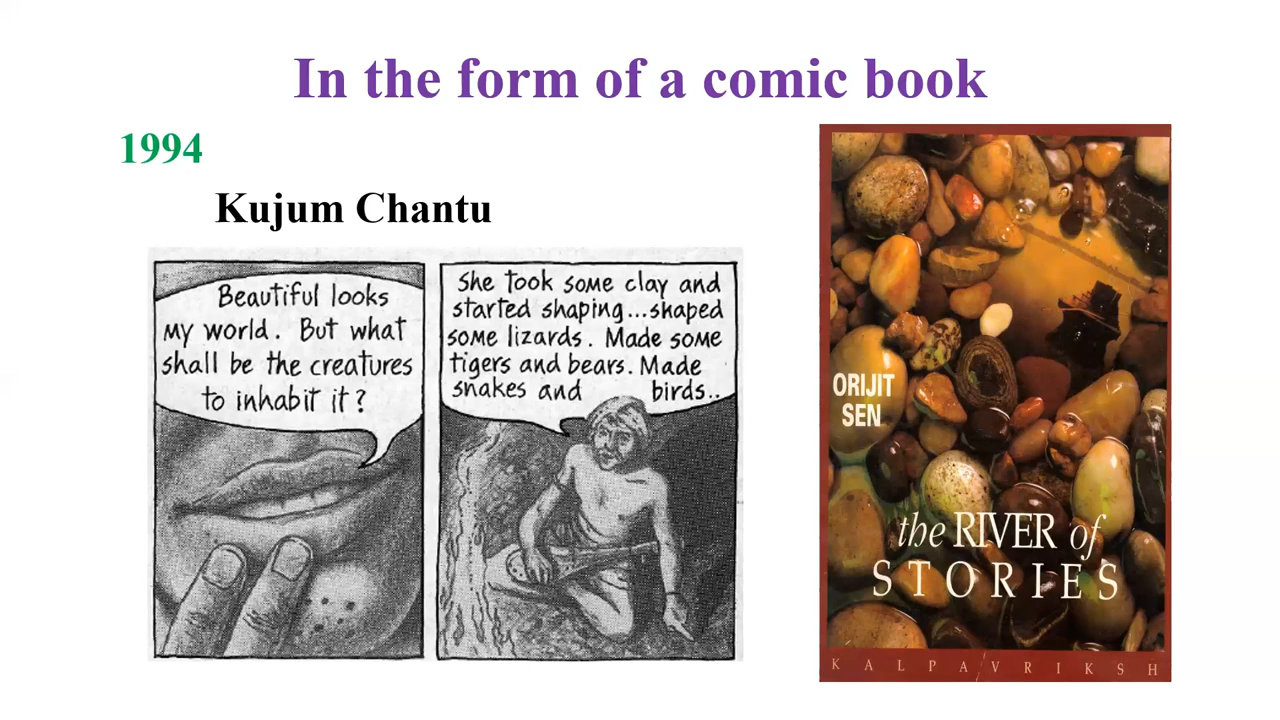 In the form of a comic book
1994
Kujum Chantu
Beautiful looks
my world. But what
shall be the creatures
to inhabit it?
She took some clay and
started shaping...shaped
some lizards. Made some
tigers and bears. Made
snakes and birds..
ORIJIT
SEN
the RIVER of
STORIES
KALPAVRIKSH